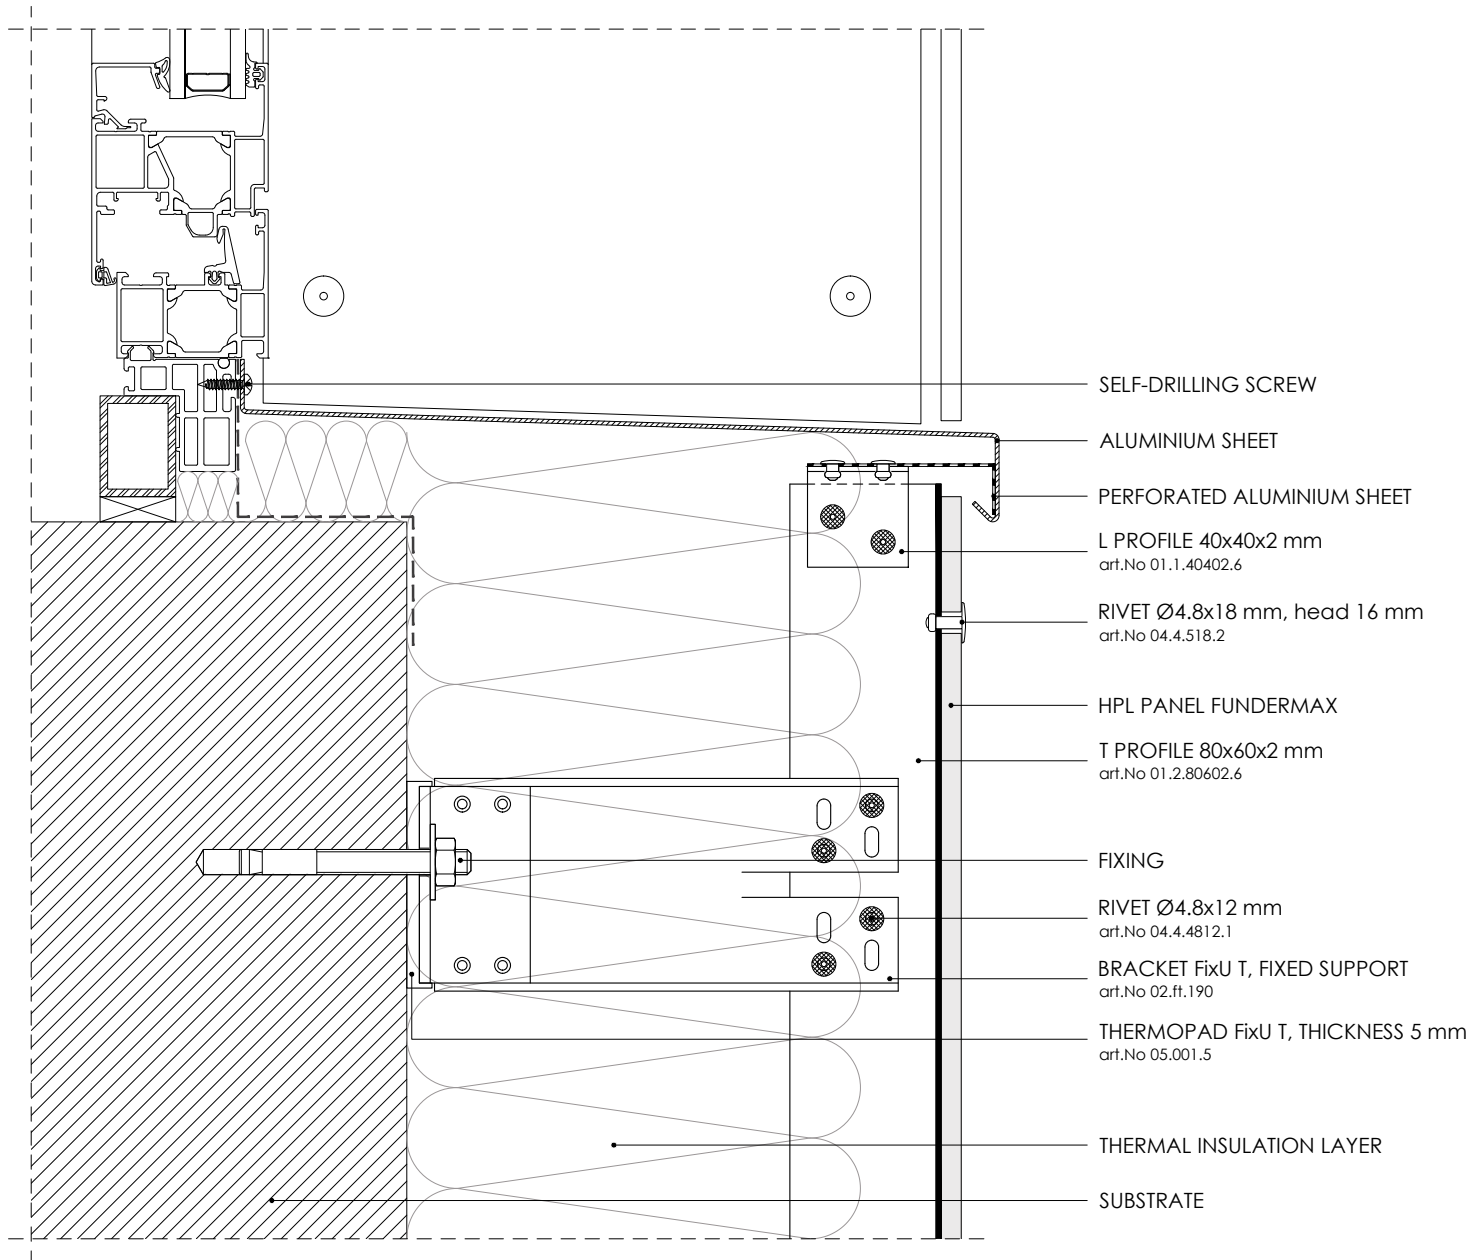 SELF-DRILLING SCREW
ALUMINIUM SHEET
PERFORATED ALUMINIUM SHEET
L PROFILE 40x40x2 mm
art.No 01.1.40402.6
RIVET Ø4.8x18 mm, head 16 mm
art.No 04.4.518.2
HPL PANEL FUNDERMAX
T PROFILE 80x60x2 mm
art.No 01.2.80602.6
FIXING
RIVET Ø4.8x12 mm
art.No 04.4.4812.1
BRACKET FixU T, FIXED SUPPORT
art.No 02.ft.190
THERMOPAD FixU T, THICKNESS 5 mm
art.No 05.001.5
THERMAL INSULATION LAYER
SUBSTRATE